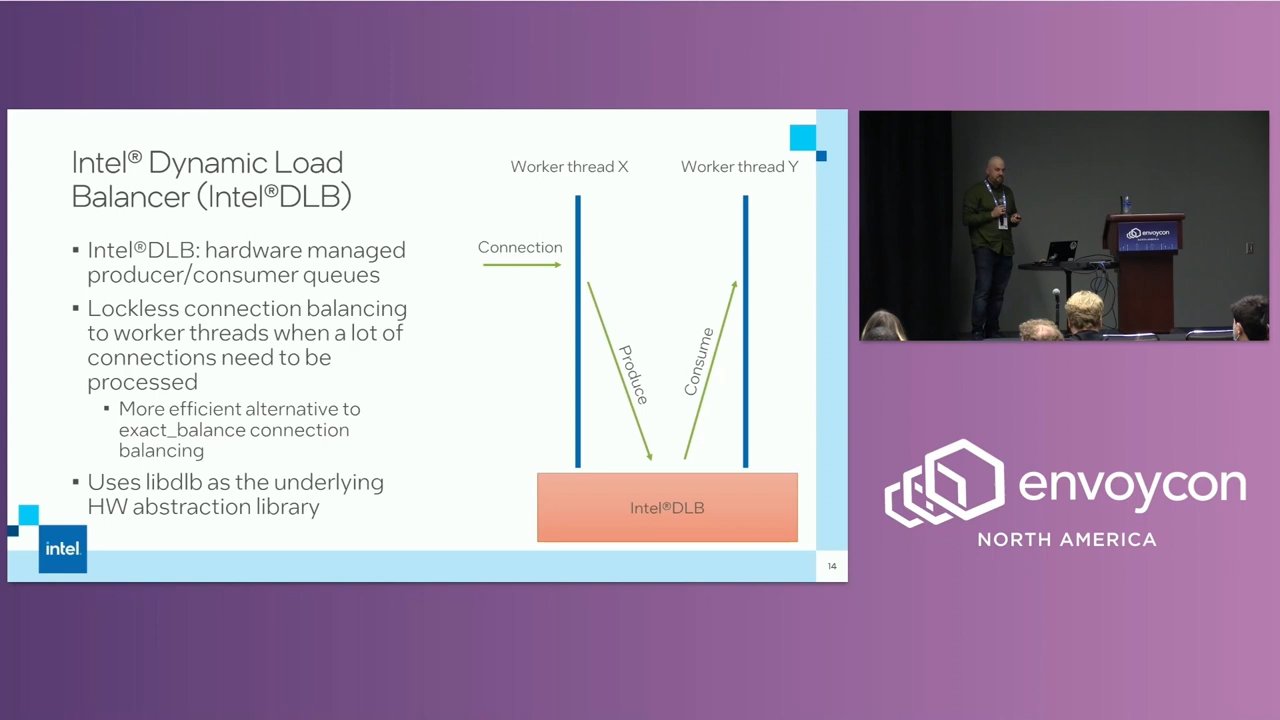 Intel® Dynamic Load
Balancer (Intel®DLB)
▪ Intel®DLB: hardware managed
producer/consumer queues
▪ Lockless connection balancing
to worker threads when a lot of
connections need to be
processed
▪ More efficient alternative to
exact_balance connection
balancing
▪ Uses libdlb as the underlying
HW abstraction library
Worker thread X
Worker thread Y
Connection
Produce
Consume
Intel®DLB
intel.
14
envoycon
envoycon
NORTH AMERICA